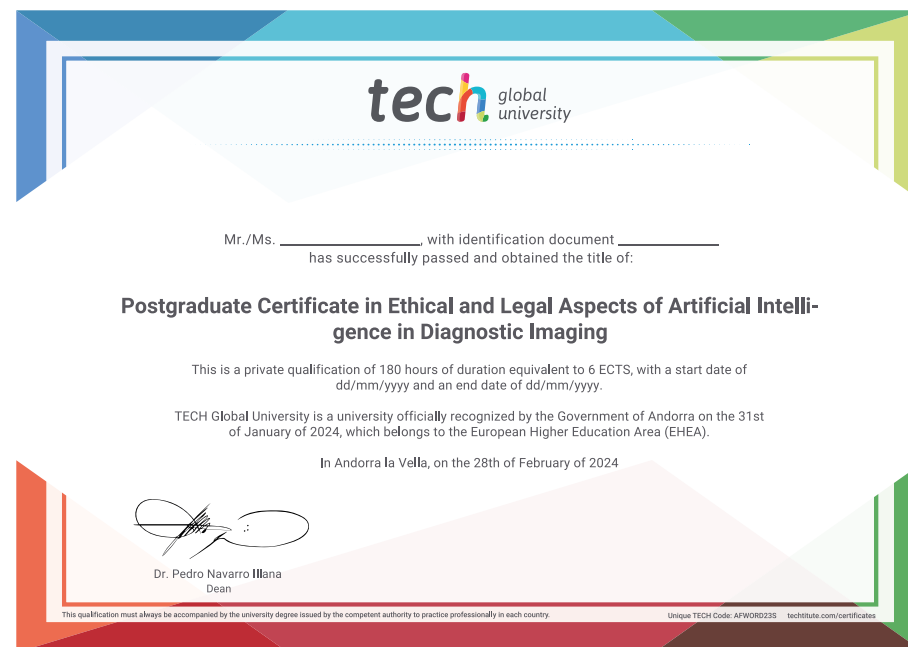 tech global university
Mr./Ms. ____________________, with identification document ______________
has successfully passed and obtained the title of:
Postgraduate Certificate in Ethical and Legal Aspects of Artificial Intelli-
gence in Diagnostic Imaging
This is a private qualification of 180 hours of duration equivalent to 6 ECTS, with a start date of
dd/mm/yyyy and an end date of dd/mm/yyyy.
TECH Global University is a university officially recognized by the Government of Andorra on the 31st
of January of 2024, which belongs to the European Higher Education Area (EHEA).
In Andorra la Vella, on the 28th of February of 2024
Dr. Pedro Navarro Illana
Dean
This qualification must always be accompanied by the university degree issued by the competent authority to practice professionally in each country.
Unique TECH Code: AFWORD23S techtitute.com/certificates